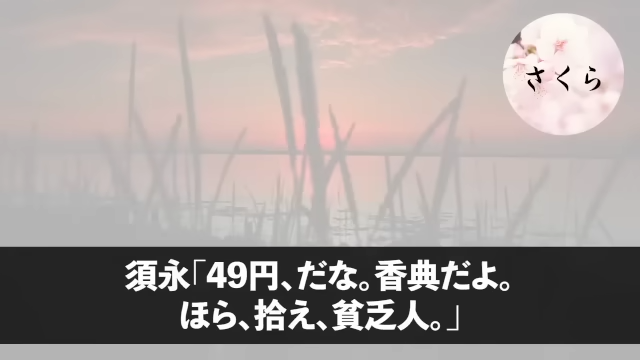 さくら
須永「49円、だな。香典だよ。
ほら、拾え、貧乏人。」